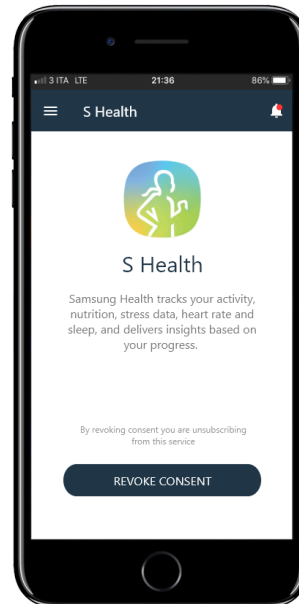 3 ITA LTE 21:36 86%
S Health
S Health
Samsung Health tracks your activity,
nutrition, stress data, heart rate and
sleep, and delivers insights based on
your progress.
By revoking consent you are unsubscribing
from this service
REVOKE CONSENT